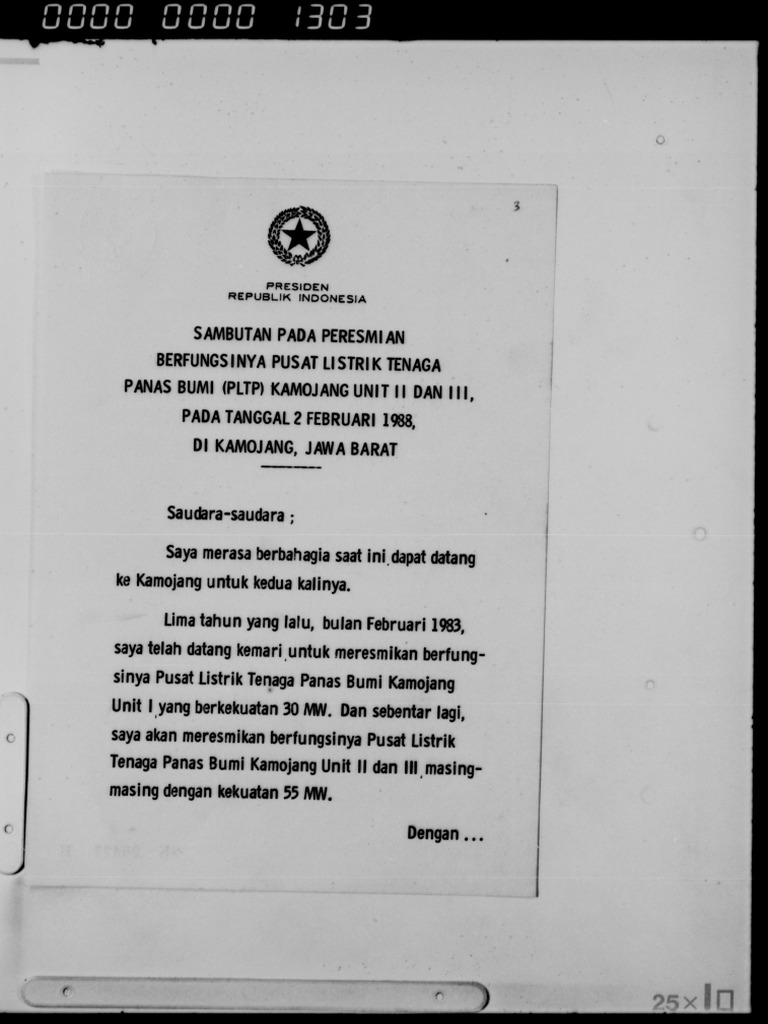 0000 0000 1303
3
PRESIDEN
REPUBLIK INDONESIA
SAMBUTAN PADA PERESMIAN
BERFUNGSINYA PUSAT LISTRIK TENAGA
PANAS BUMI (PLTP) KAMOJANG UNIT II DAN III,
PADA TANGGAL 2 FEBRUARI 1988,
DI KAMOJANG, JAWA BARAT
Saudara-saudara ;
Saya merasa berbahagia saat ini, dapat datang
ke Kamojang untuk kedua kalinya.
Lima tahun yang lalu, bulan Februari 1983,
saya telah datang kemari, untuk meresmikan berfung-
sinya Pusat Listrik Tenaga Panas Bumi Kamojang
Unit I, yang berkekuatan 30 MW. Dan sebentar lagi,
saya akan meresmikan berfungsinya Pusat Listrik
Tenaga Panas Bumi Kamojang Unit II dan III, masing-
masing dengan kekuatan 55 MW.
Dengan ...
25×